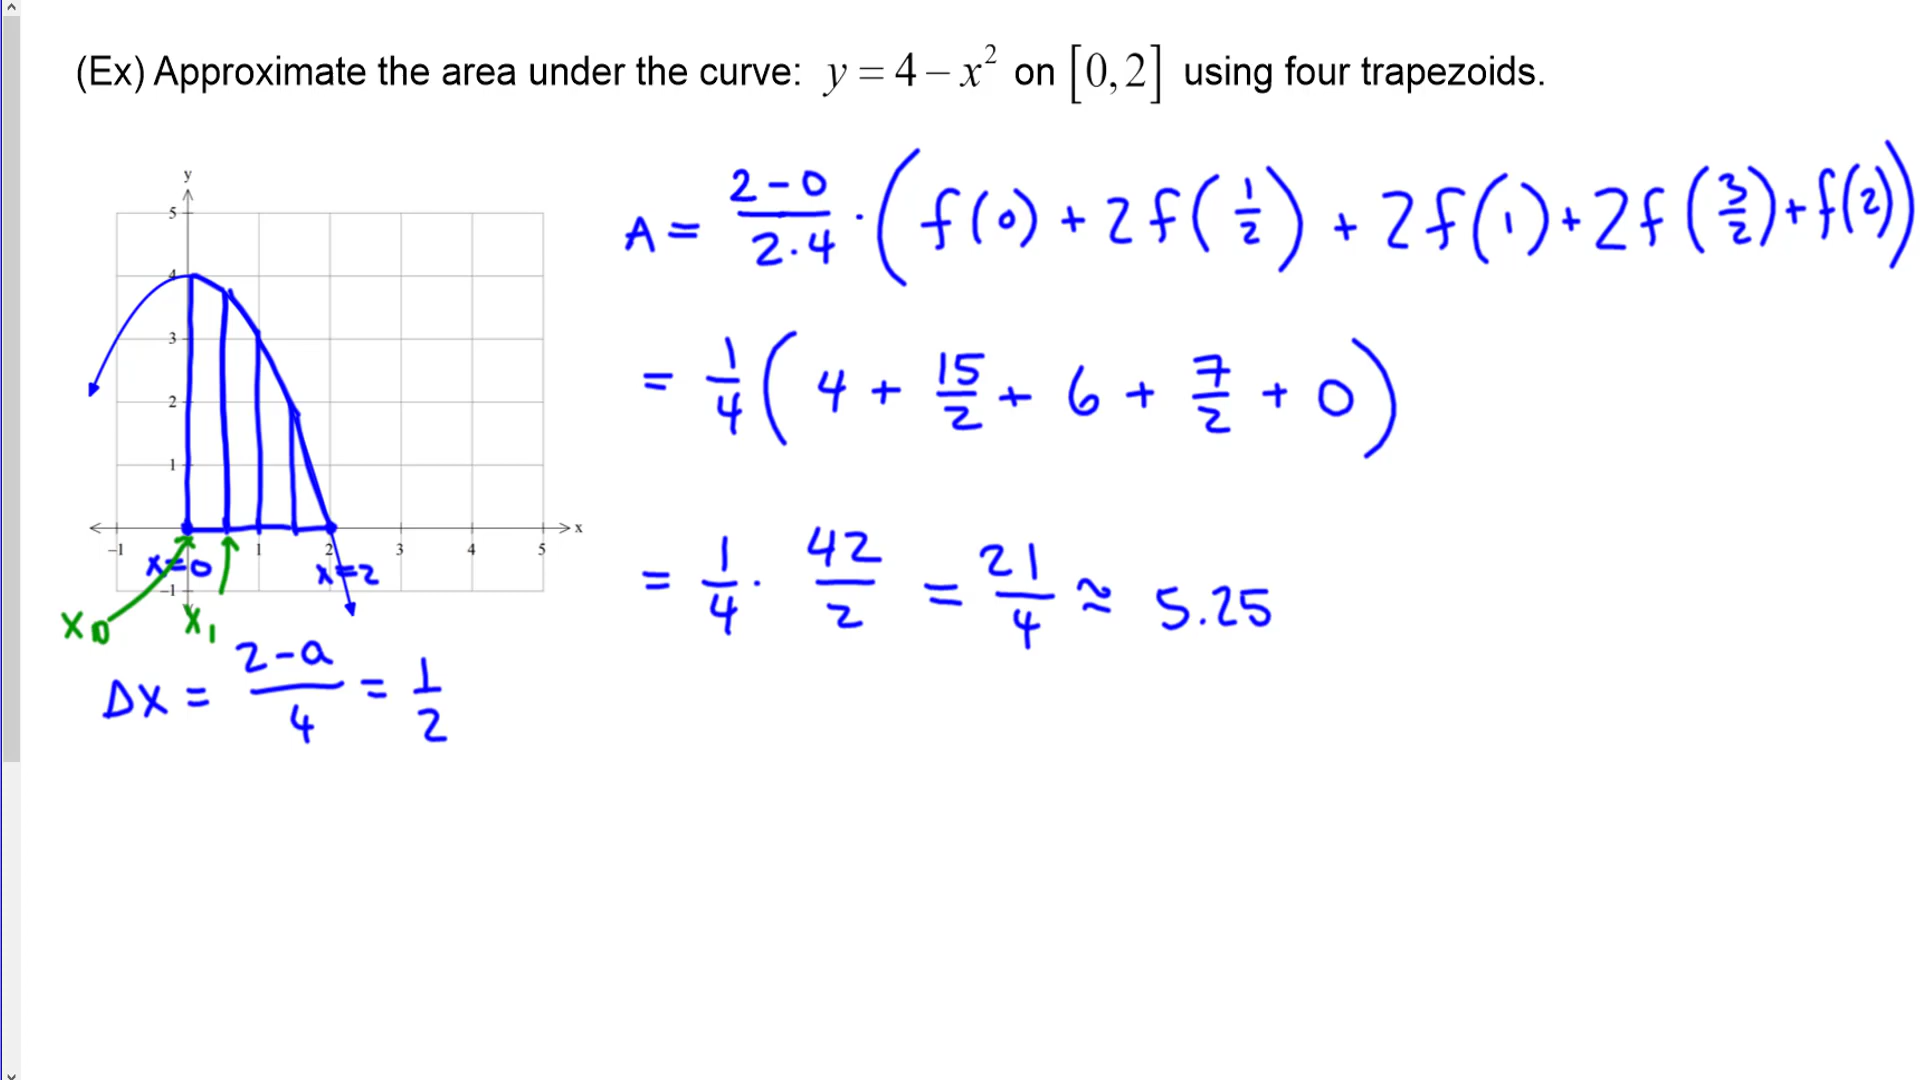 (Ex) Approximate the area under the curve: y = 4 − x² on [0,2] using four trapezoids.
A = (2-0)/(2·4) · (f(0) + 2f(1/2) + 2f(1) + 2f(3/2) + f(2))
= 1/4 (4 + 15/2 + 6 + 7/2 + 0)
= 1/4 · 42/2 = 21/4 ≈ 5.25
y
5
4
3
2
1
x
-1 1 2 3 4 5
x=0 x=2
-1
x0 x1
Δx = (2-a)/4 = 1/2